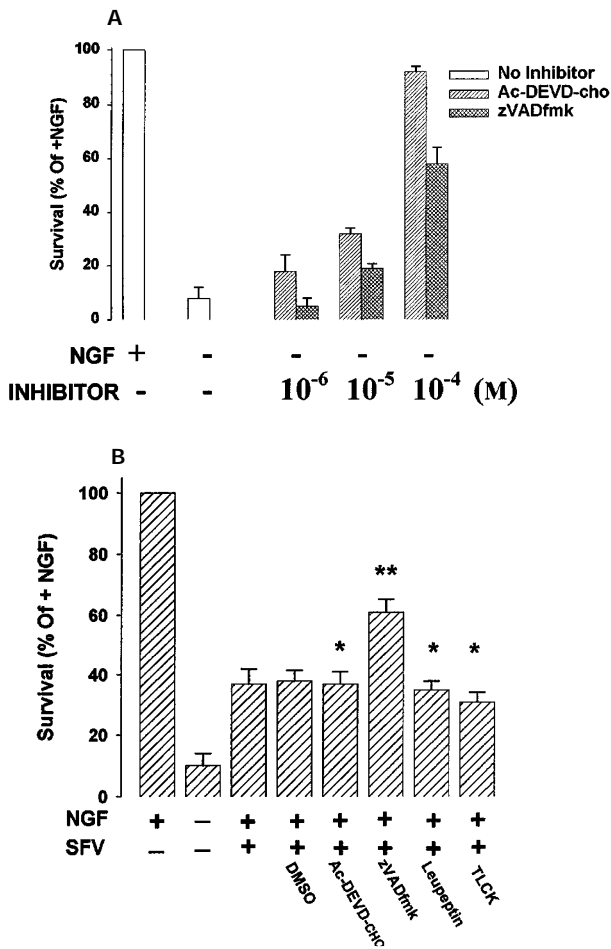 A
Survival (% Of +NGF)
100
80
60
40
20
0
No Inhibitor
Ac-DEVD-cho
zVADfmk
NGF + - - - -
INHIBITOR - - 10⁻⁶ 10⁻⁵ 10⁻⁴ (M)
B
Survival (% Of + NGF)
100
80
60
40
20
0
* ** * *
NGF + − + + + + + +
SFV − − + + + + + +
DMSO
Ac-DEVD-CHO
zVADfmk
Leupeptin
TLCK